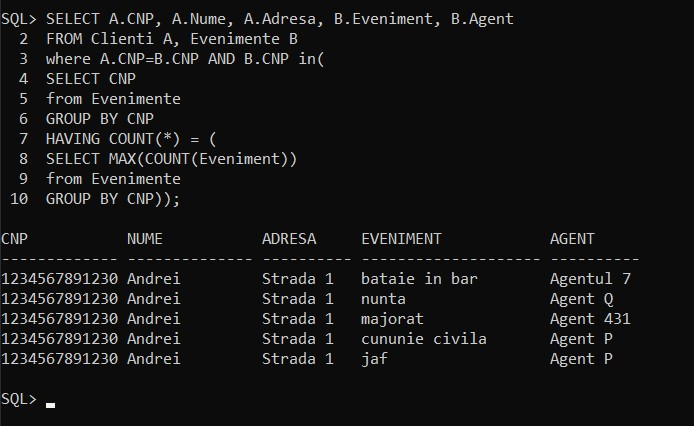 SQL> SELECT A.CNP, A.Nume, A.Adresa, B.Eveniment, B.Agent
  2  FROM Clienti A, Evenimente B
  3  where A.CNP=B.CNP AND B.CNP in(
  4  SELECT CNP
  5  from Evenimente
  6  GROUP BY CNP
  7  HAVING COUNT(*) = (
  8  SELECT MAX(COUNT(Eveniment))
  9  from Evenimente
 10  GROUP BY CNP));

CNP           NUME           ADRESA     EVENIMENT            AGENT
------------- -------------- ---------- -------------------- ----------
1234567891230 Andrei         Strada 1   bataie in bar        Agentul 7
1234567891230 Andrei         Strada 1   nunta                Agent Q
1234567891230 Andrei         Strada 1   majorat              Agent 431
1234567891230 Andrei         Strada 1   cununie civila       Agent P
1234567891230 Andrei         Strada 1   jaf                  Agent P

SQL> _